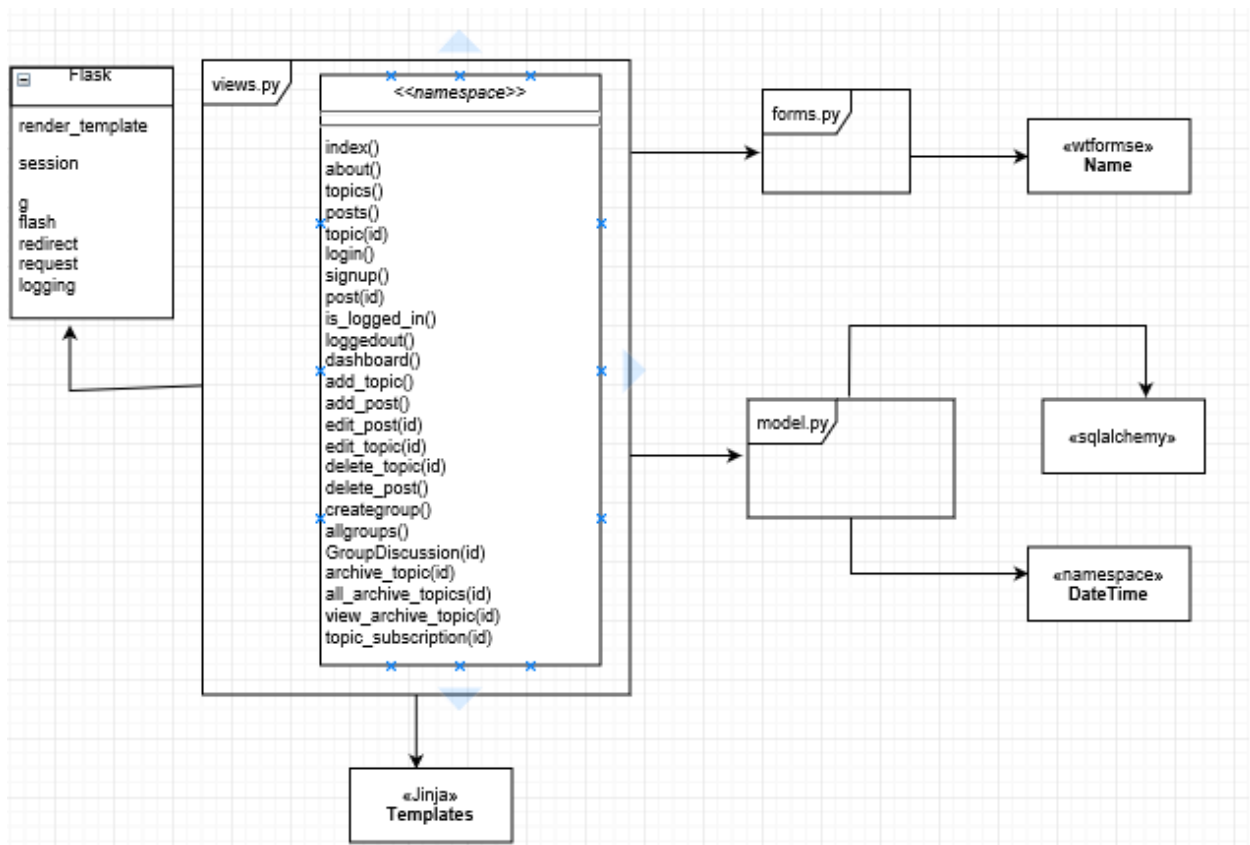 Flask
render_template
session
g
flash
redirect
request
logging
views.py
<<namespace>>
index()
about()
topics()
posts()
topic(id)
login()
signup()
post(id)
is_logged_in()
loggedout()
dashboard()
add_topic()
add_post()
edit_post(id)
edit_topic(id)
delete_topic(id)
delete_post()
creategroup()
allgroups()
GroupDiscussion(id)
archive_topic(id)
all_archive_topics(id)
view_archive_topic(id)
topic_subscription(id)
forms.py
«wtformse»
Name
model.py
«sqlalchemy»
«namespace»
DateTime
«Jinja»
Templates